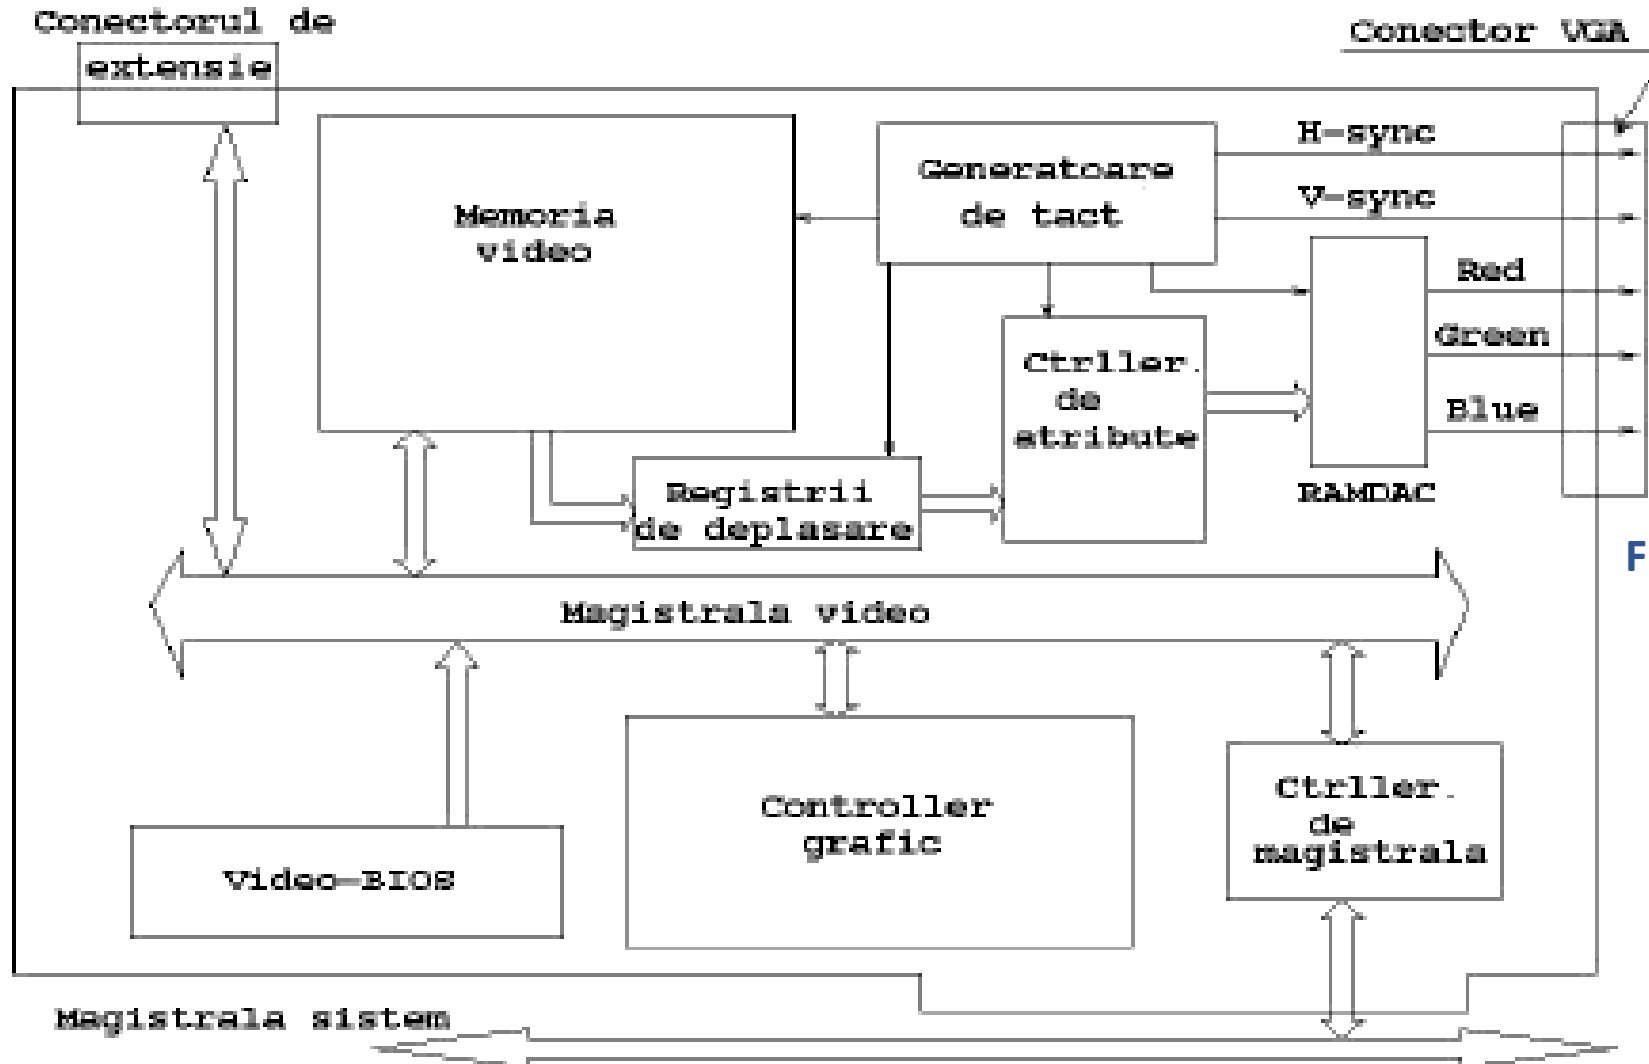 Conectorul de
extensie
Conector VGA
Memoria
video
Generatoare
de tact
H-sync
V-sync
Red
Green
Blue
Ctrller.
de
atribute
RAMDAC
Registrii
de deplasare
F
Magistrala video
Video-BIOS
Controller
grafic
Ctrller.
de
magistrala
Magistrala sistem